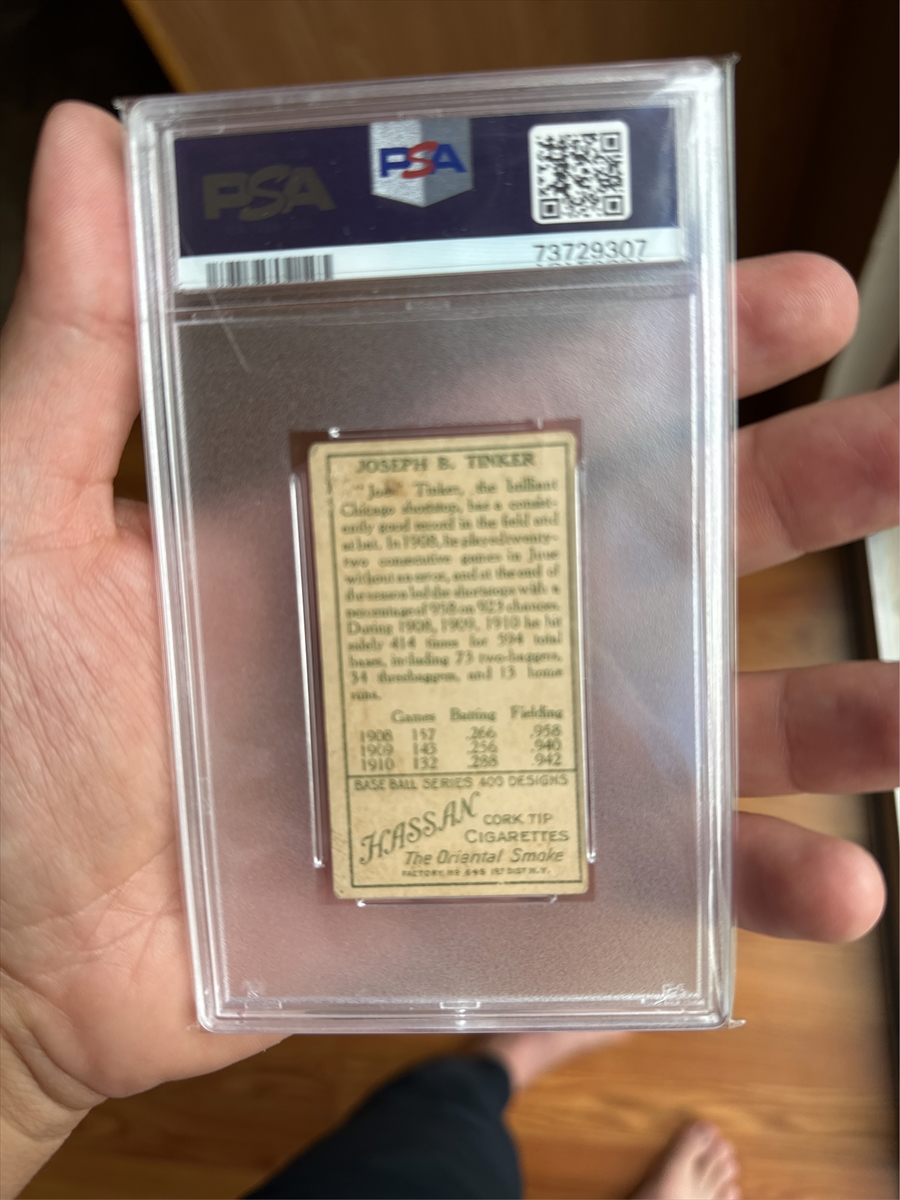 PSA
PSA
73729307
JOSEPH B. TINKER
"Joe" Tinker, the brilliant
Chicago shortstop, has a consist-
ently good record in the field and
at bat. In 1908, he played twenty-
two consecutive games in June
without an error, and at the end of
the season led the shortstops with a
percentage of 958 on 923 chances.
During 1908, 1909, 1910 he hit
safely 414 times for 594 total
bases, including 73 two-baggers,
34 threebaggers, and 13 home
runs.
Games Batting Fielding
1908 157 .266 .958
1909 143 .256 .940
1910 132 .288 .942
BASE BALL SERIES 400 DESIGNS
HASSAN CORK TIP
CIGARETTES
The Oriental Smoke
FACTORY No 649 1ST DIST N.Y.